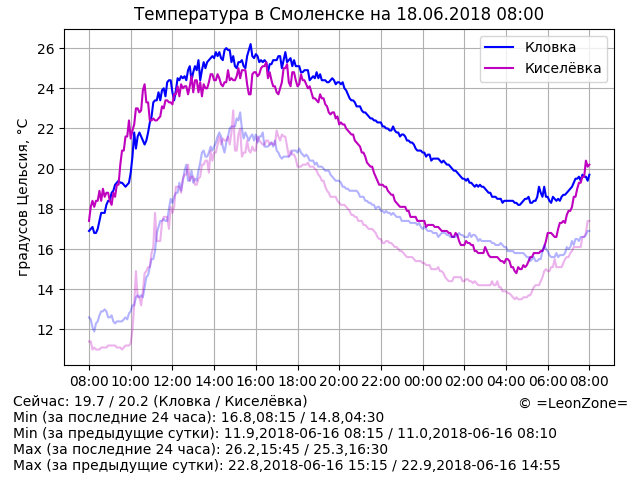 Температура в Смоленске на 18.06.2018 08:00
градусов Цельсия, °C
26
24
22
20
18
16
14
12
Кловка
Киселёвка
08:00 10:00 12:00 14:00 16:00 18:00 20:00 22:00 00:00 02:00 04:00 06:00 08:00
Сейчас: 19.7 / 20.2 (Кловка / Киселёвка)
© =LeonZone=
Min (за последние 24 часа): 16.8,08:15 / 14.8,04:30
Min (за предыдущие сутки): 11.9,2018-06-16 08:15 / 11.0,2018-06-16 08:10
Max (за последние 24 часа): 26.2,15:45 / 25.3,16:30
Max (за предыдущие сутки): 22.8,2018-06-16 15:15 / 22.9,2018-06-16 14:55